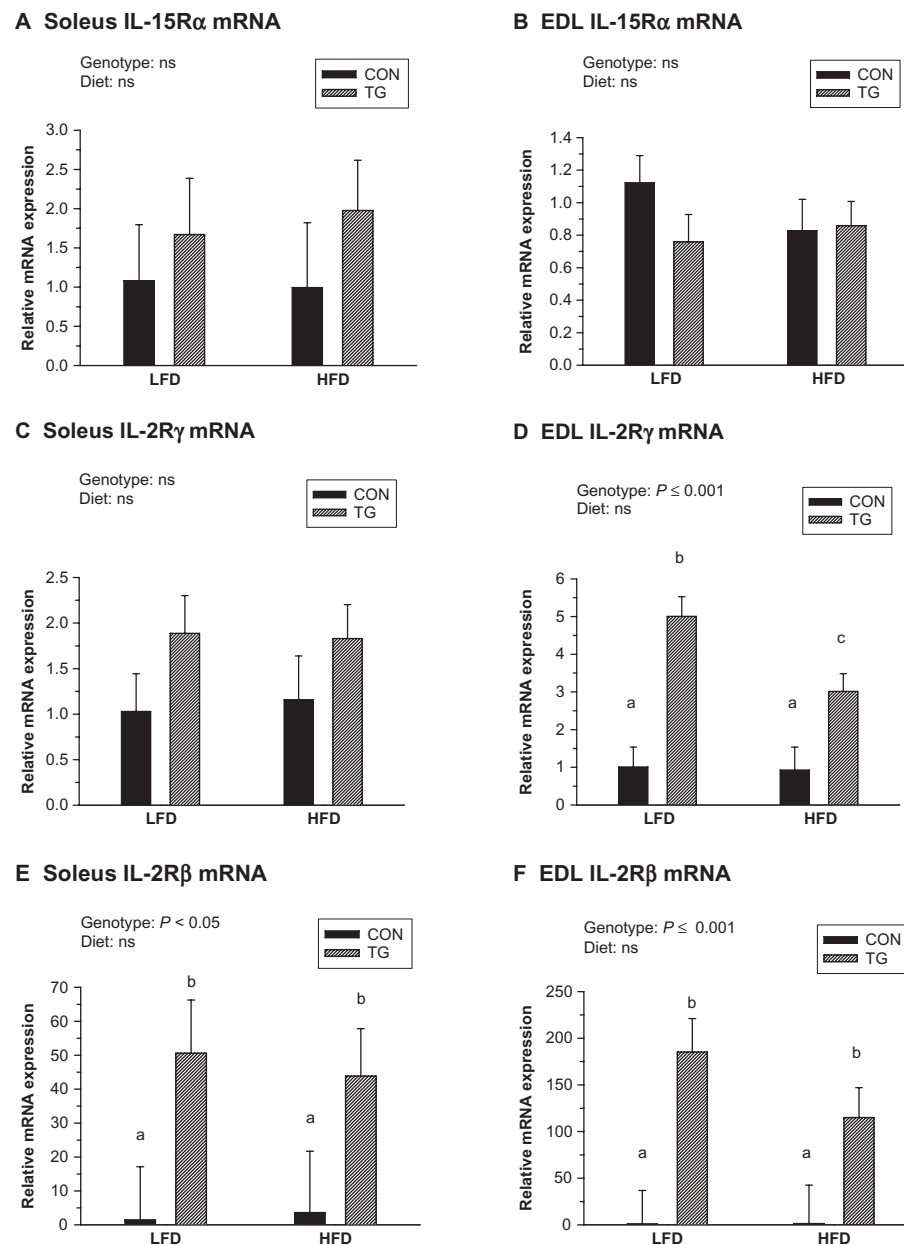 A Soleus IL-15Rα mRNA
Genotype: ns
Diet: ns
CON
TG
Relative mRNA expression
3.0
2.5
2.0
1.5
1.0
0.5
0.0
LFD HFD
B EDL IL-15Rα mRNA
Genotype: ns
Diet: ns
CON
TG
Relative mRNA expression
1.4
1.2
1.0
0.8
0.6
0.4
0.2
0.0
LFD HFD
C Soleus IL-2Rγ mRNA
Genotype: ns
Diet: ns
CON
TG
Relative mRNA expression
2.5
2.0
1.5
1.0
0.5
0.0
LFD HFD
D EDL IL-2Rγ mRNA
Genotype: P ≤ 0.001
Diet: ns
CON
TG
Relative mRNA expression
6
5
4
3
2
1
0
a b a c
LFD HFD
E Soleus IL-2Rβ mRNA
Genotype: P < 0.05
Diet: ns
CON
TG
Relative mRNA expression
70
60
50
40
30
20
10
0
a b a b
LFD HFD
F EDL IL-2Rβ mRNA
Genotype: P ≤ 0.001
Diet: ns
CON
TG
Relative mRNA expression
250
200
150
100
50
0
a b a b
LFD HFD